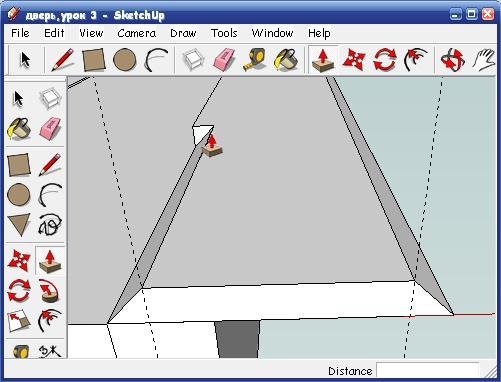 дверь,урок 3 - SketchUp
File Edit View Camera Draw Tools Window Help
Distance